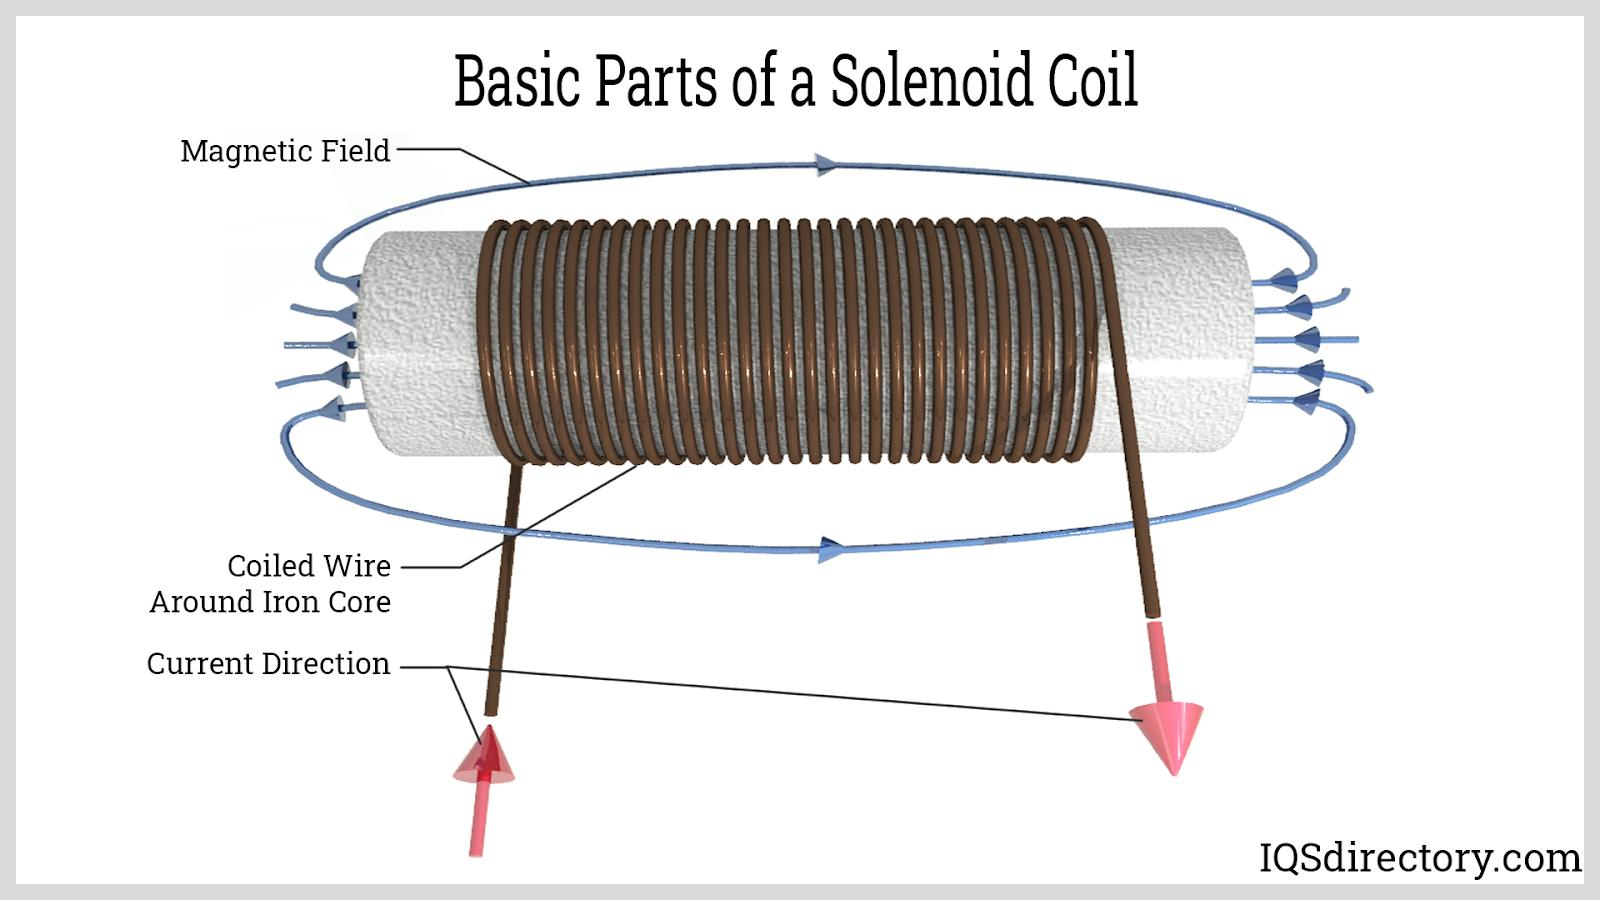 Basic Parts of a Solenoid Coil
Magnetic Field
Coiled Wire
Around Iron Core
Current Direction
IQSdirectory.com